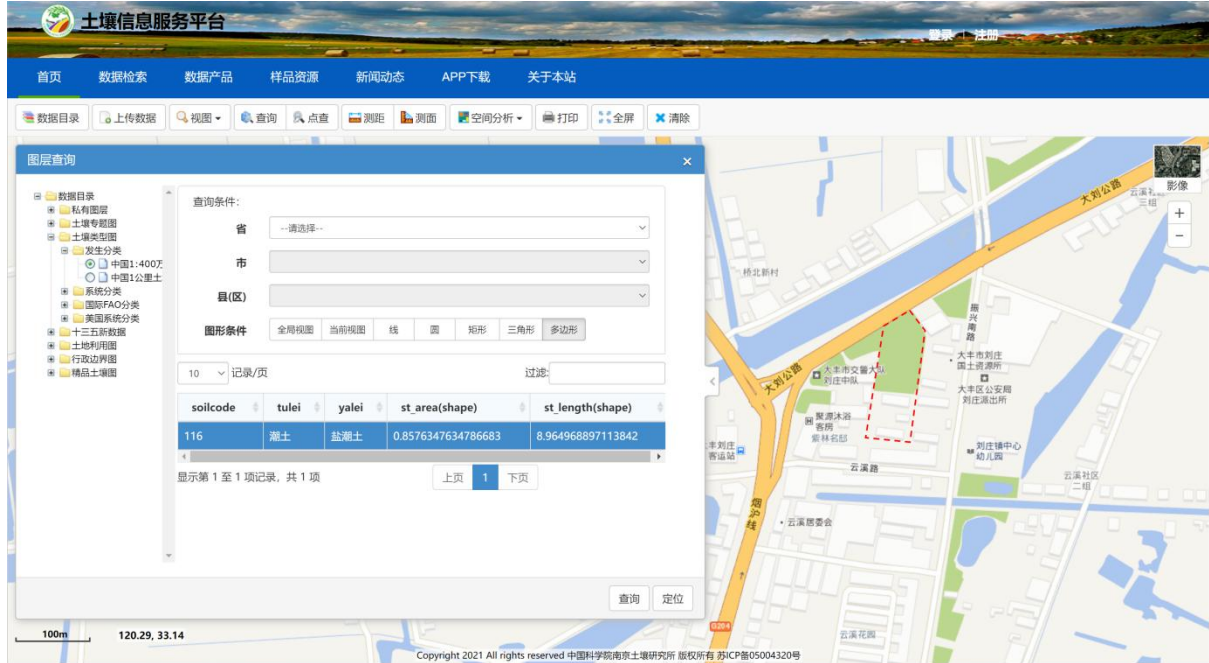 土壤信息服务平台
登录 | 注册
首页 数据检索 数据产品 样品资源 新闻动态 APP下载 关于本站
数据目录 上传数据 视图 查询 点查 测距 测面 空间分析 打印 全屏 清除
图层查询 ×
数据目录
私有图层
土壤专题图
土壤类型图
发生分类
中国1:400万
中国1公里土
系统分类
国际FAO分类
美国系统分类
十三五新数据
土地利用图
行政边界图
精品土壤图
查询条件:
省 --请选择--
市
县(区)
图形条件 全局视图 当前视图 线 圆 矩形 三角形 多边形
10 记录/页 过滤:
soilcode tulei yalei st_area(shape) st_length(shape)
116 潮土 盐潮土 0.8576347634786683 8.964968897113842
显示第 1 至 1 项记录，共 1 项
上页 1 下页
查询 定位
影像
+
−
大刘公路
三组
桥北新村
振兴南路
大丰市刘庄
国土资源所
大丰区公安局
刘庄派出所
大丰市交警大队
刘庄中队
大刘公路
聚源沐浴
客房
紫林名邸
刘庄镇中心
幼儿园
丰刘庄
客运站
云溪路
云溪社区
二组
烟沪线
云溪居委会
G204
云溪花园
100m
120.29, 33.14
Copyright 2021 All rights reserved 中国科学院南京土壤研究所 版权所有 苏ICP备05004320号